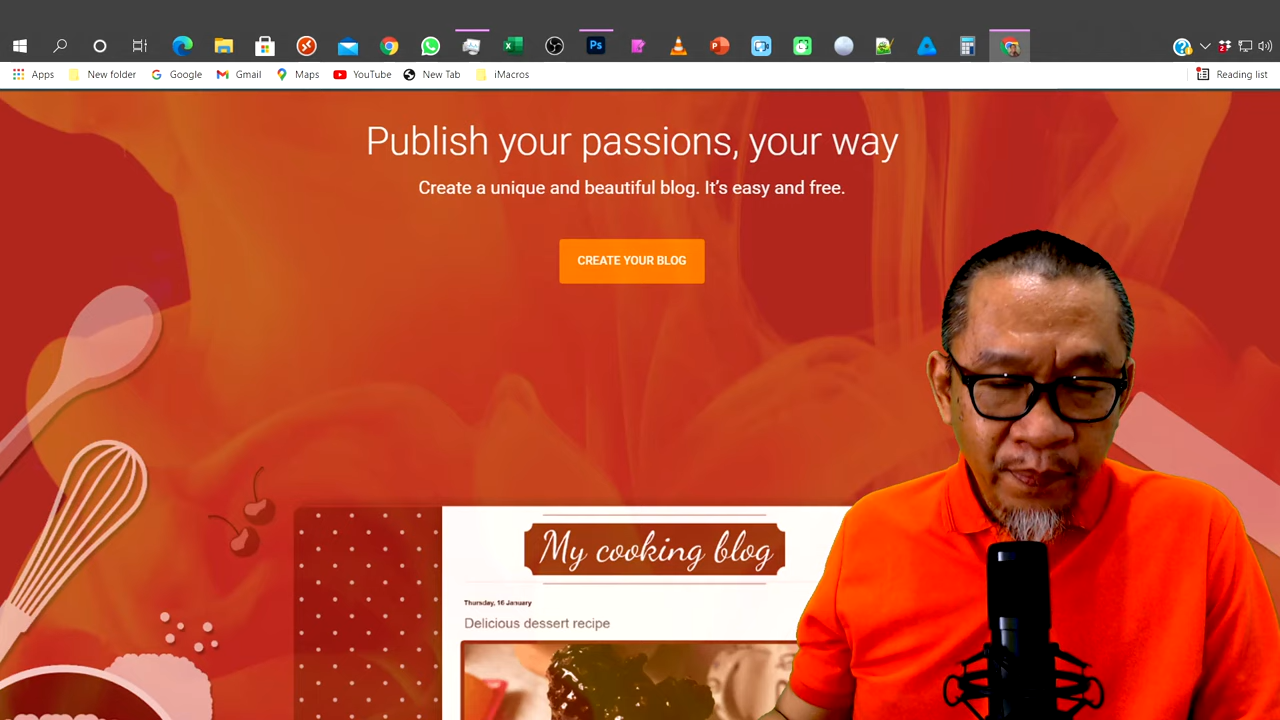 Ps
Apps
New folder
Google
Gmail
Maps
YouTube
New Tab
iMacros
Reading list
Publish your passions, your way
Create a unique and beautiful blog. It's easy and free.
CREATE YOUR BLOG
My cooking blog
Thursday, 16 January
Delicious dessert recipe